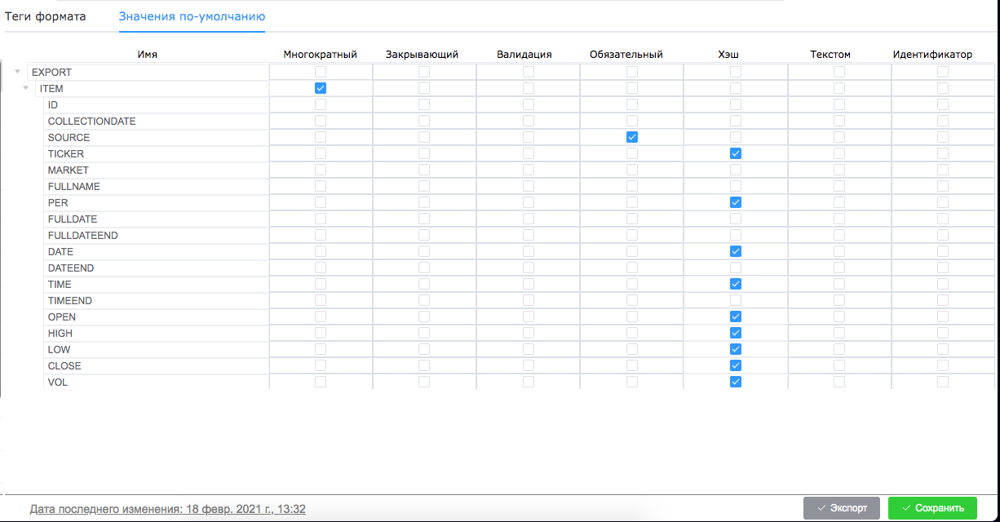 Теги формата Значения по-умолчанию
Имя Многократный Закрывающий Валидация Обязательный Хэш Текстом Идентификатор
EXPORT
ITEM
ID
COLLECTIONDATE
SOURCE
TICKER
MARKET
FULLNAME
PER
FULLDATE
FULLDATEEND
DATE
DATEEND
TIME
TIMEEND
OPEN
HIGH
LOW
CLOSE
VOL
Дата последнего изменения: 18 февр. 2021 г., 13:32 Экспорт Сохранить